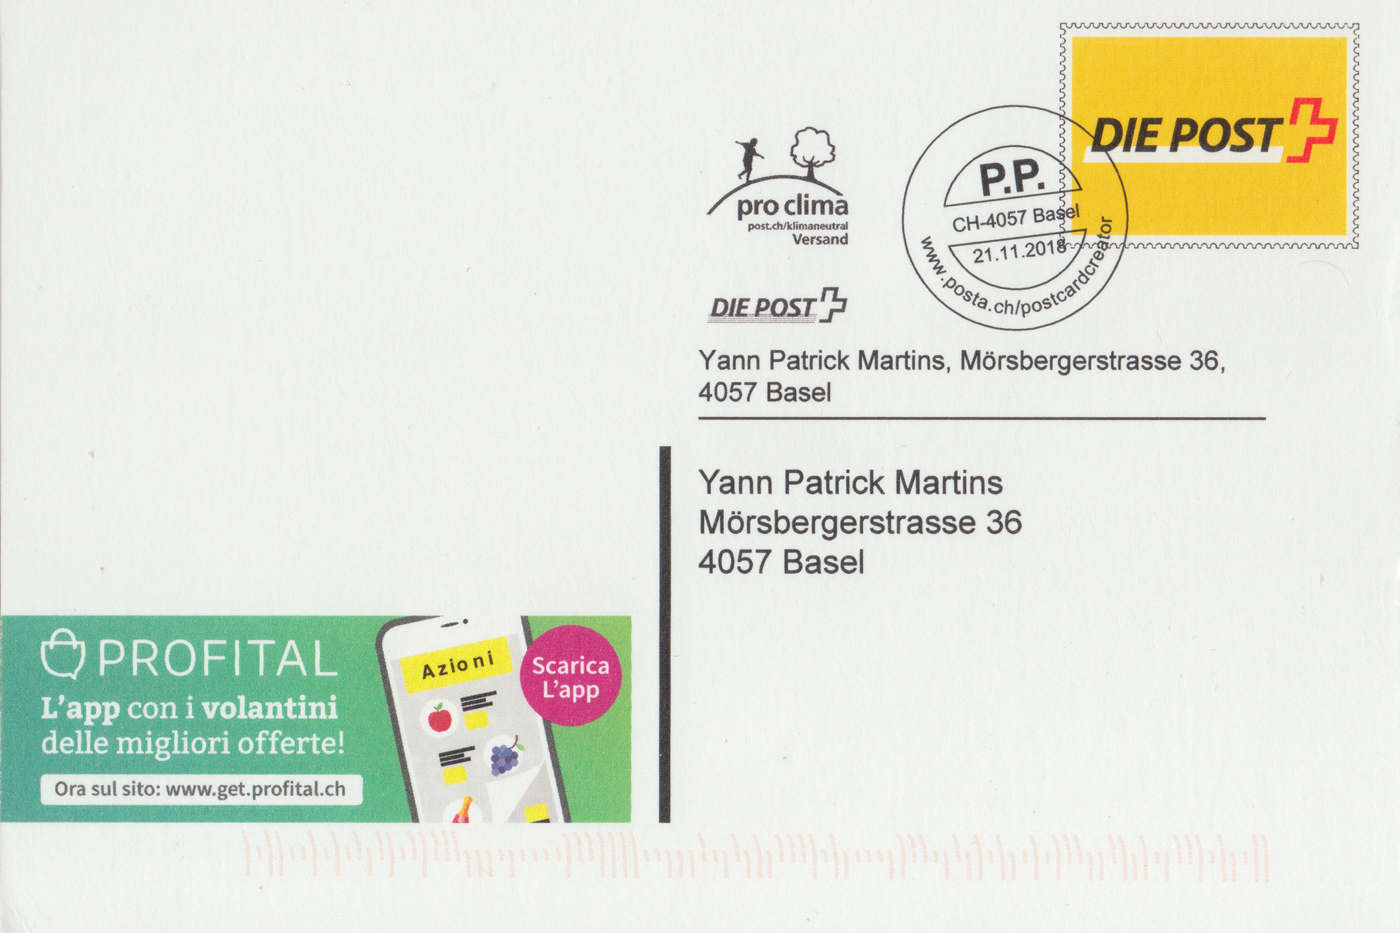 DIE POST
P.P.
CH-4057 Basel
21.11.2018
www.posta.ch/postcardcreator
pro clima
post.ch/klimaneutral
Versand
DIE POST
Yann Patrick Martins, Mörsbergerstrasse 36,
4057 Basel
Yann Patrick Martins
Mörsbergerstrasse 36
4057 Basel
PROFITAL
L'app con i volantini
delle migliori offerte!
Ora sul sito: www.get.profital.ch
Azioni
Scarica
L'app